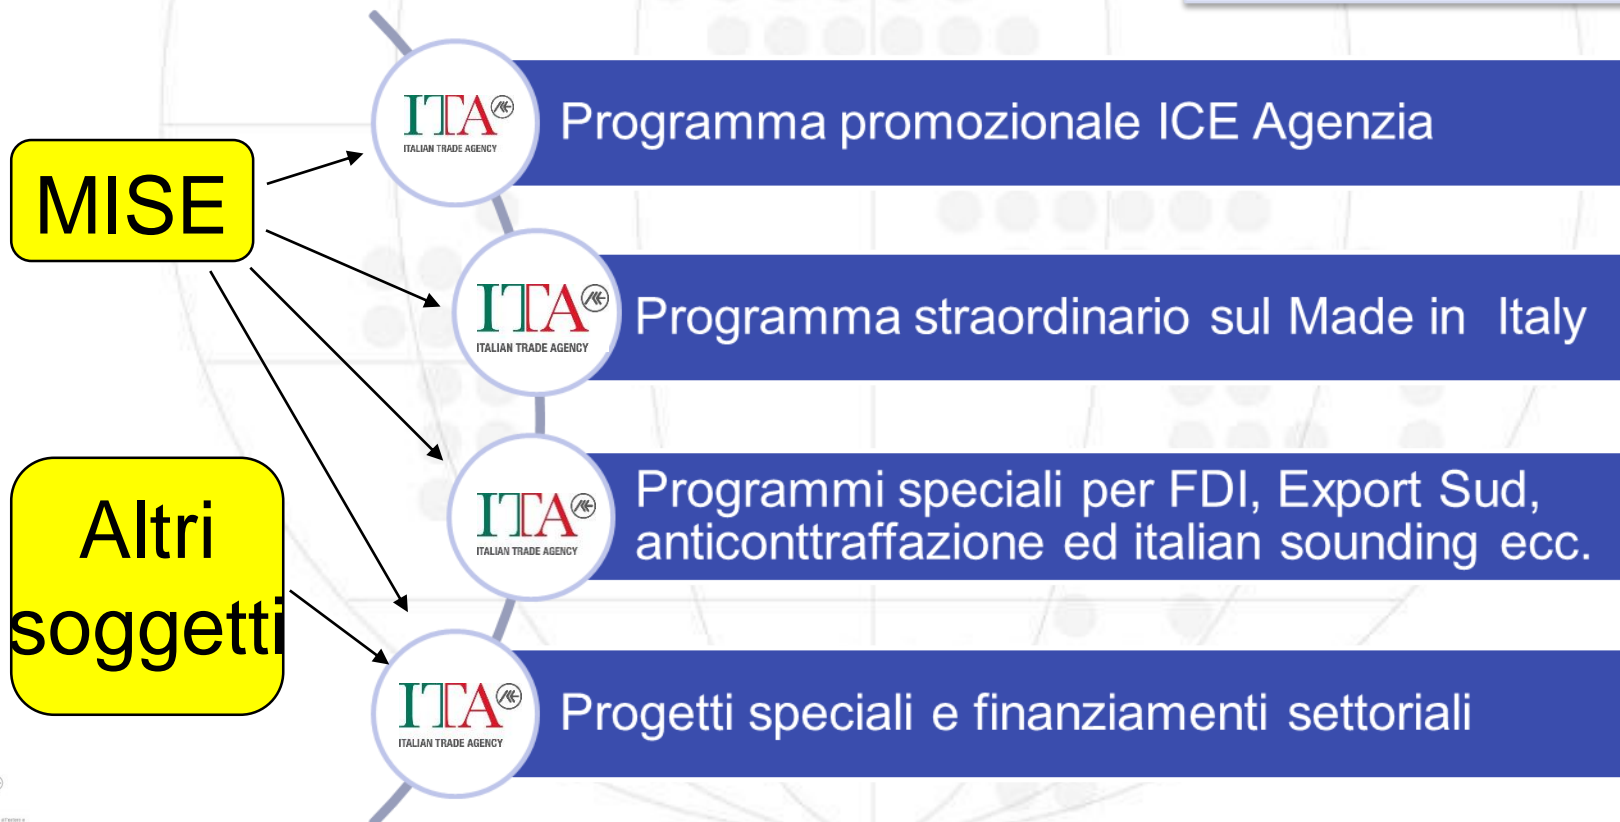 ITA
ITALIAN TRADE AGENCY
Programma promozionale ICE Agenzia
MISE
ITA
ITALIAN TRADE AGENCY
Programma straordinario sul Made in Italy
ITA
ITALIAN TRADE AGENCY
Programmi speciali per FDI, Export Sud,
anticonttraffazione ed italian sounding ecc.
Altri
soggetti
ITA
ITALIAN TRADE AGENCY
Progetti speciali e finanziamenti settoriali